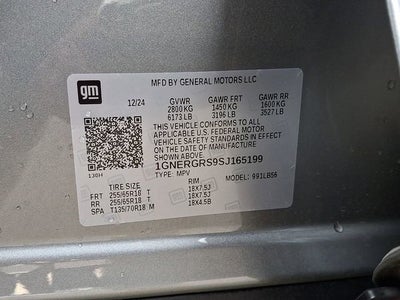 gm
MFD BY GENERAL MOTORS LLC
12/24 GVWR GAWR FRT GAWR RR
2800 KG 1450 KG 1600 KG
6173 LB 3196 LB 3527 LB
THIS VEHICLE CONFORMS TO ALL
APPLICABLE U.S. FEDERAL MOTOR
VEHICLE SAFETY AND THEFT
PREVENTION STANDARDS IN EFFECT
ON THE DATE OF MANUFACTURE
SHOWN ABOVE.
1GNERGRS9SJ165199
TYPE: MPV MODEL: 991LB56
TIRE SIZE RIM
FRT 255/65R18 T 18X7.5J
RR 255/65R18 T 18X7.5J
SPA T135/70R18 M 18X4.5B